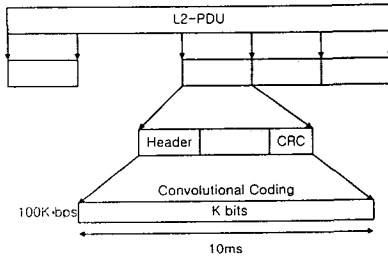 L2-PDU
Header CRC
Convolutional Coding
100K·bps K bits
10ms